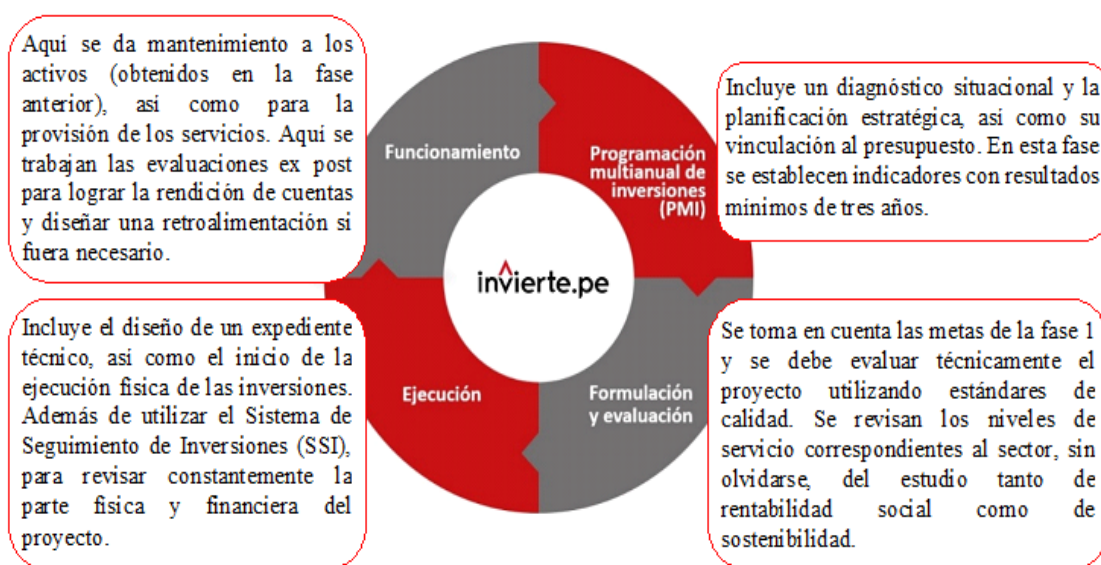 Aquí se da mantenimiento a los
activos (obtenidos en la fase
anterior), así como para la
provisión de los servicios. Aquí se
trabajan las evaluaciones ex post
para lograr la rendición de cuentas
y diseñar una retroalimentación si
fuera necesario.
Funcionamiento
Programación
multianual de
inversiones
(PMI)
Incluye un diagnóstico situacional y la
planificación estratégica, así como su
vinculación al presupuesto. En esta fase
se establecen indicadores con resultados
mínimos de tres años.
invierte.pe
Incluye el diseño de un expediente
técnico, así como el inicio de la
ejecución física de las inversiones.
Además de utilizar el Sistema de
Seguimiento de Inversiones (SSI),
para revisar constantemente la
parte física y financiera del
proyecto.
Ejecución
Formulación
y evaluación
Se toma en cuenta las metas de la fase 1
y se debe evaluar técnicamente el
proyecto utilizando estándares de
calidad. Se revisan los niveles de
servicio correspondientes al sector, sin
olvidarse, del estudio tanto de
rentabilidad social como de
sostenibilidad.